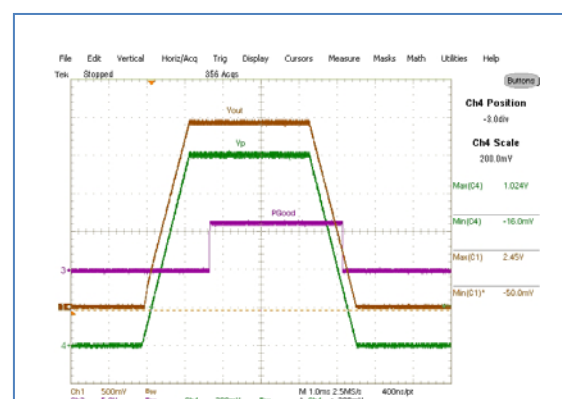 File Edit Vertical Horiz/Acq Trig Display Cursors Measure Masks Math Utilities Help
Tek Stopped 356 Acqs
Buttons
Vout
Vp
PGood
3
4
Ch4 Position
-3.0div
Ch4 Scale
200.0mV
Max(C4) 1.024V
Min(C4) -16.0mV
Max(C1) 2.45V
Min(C1)* -50.0mV
Ch1 500mV M 1.0ms 2.5MS/s 400ns/pt